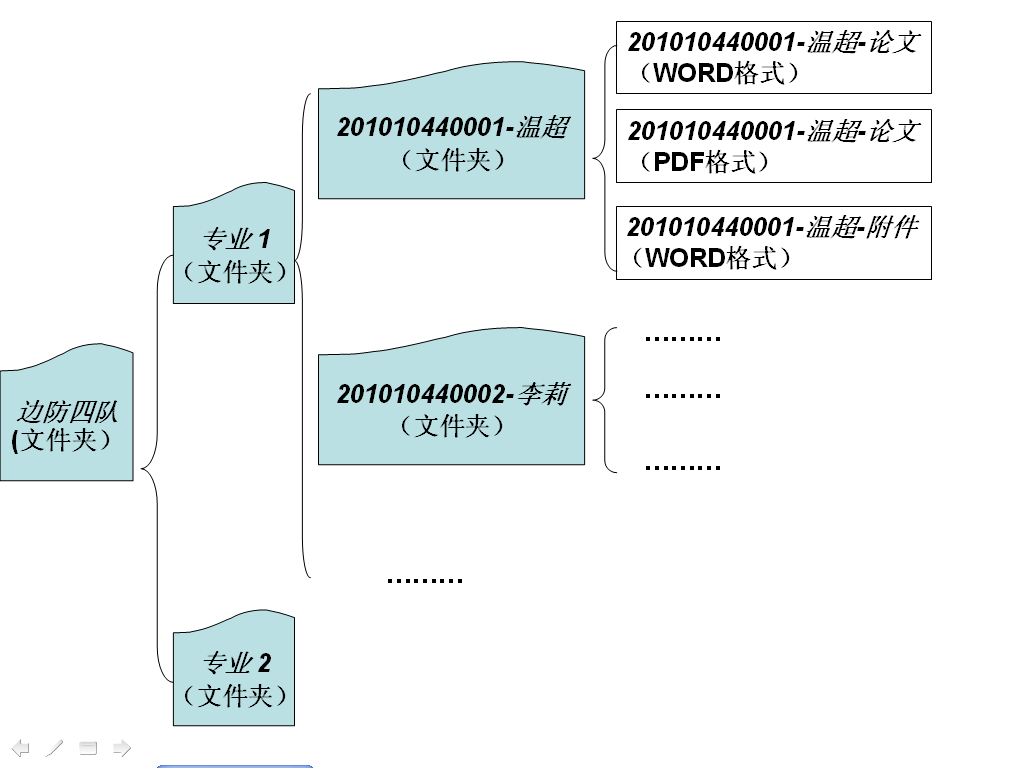 201010440001-温超-论文
（WORD格式）
201010440001-温超
（文件夹）
201010440001-温超-论文
（PDF格式）
201010440001-温超-附件
（WORD格式）
专业 1
（文件夹）
………
201010440002-李莉
（文件夹）
………
………
边防四队
(文件夹）
………
专业 2
（文件夹）